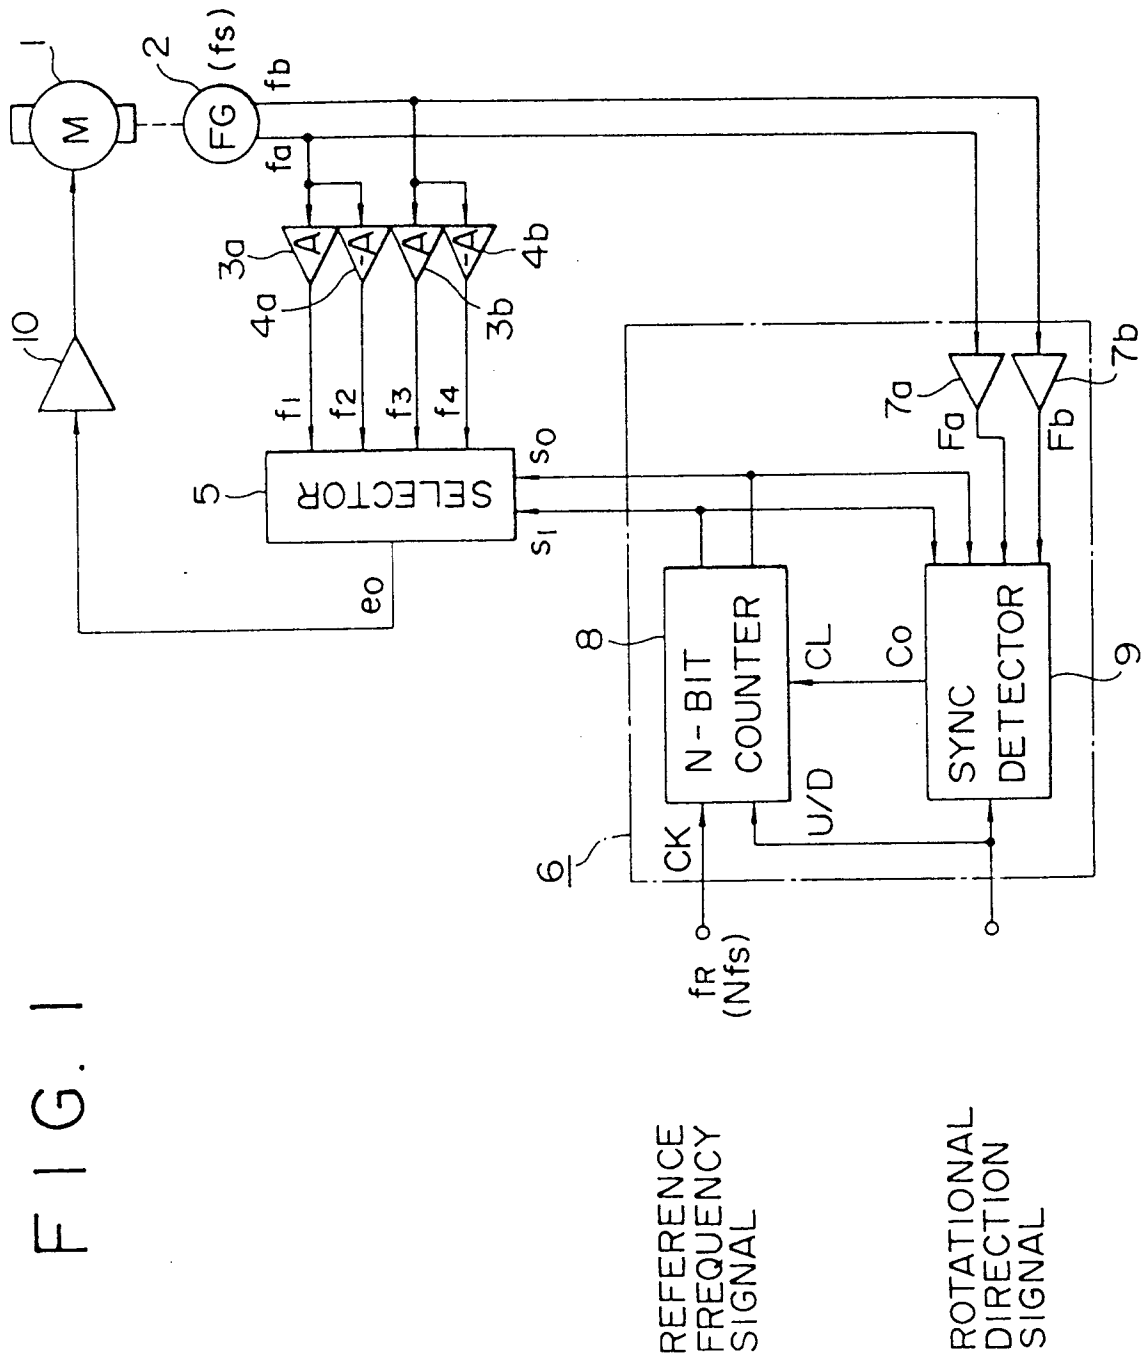 FIG. 1
1
M
2
FG
(fs)
fa
fb
10
3a
A
4a
-A
3b
A
4b
-A
f1
f2
f3
f4
5
SELECTOR
eo
S1
SO
6
8
N-BIT
COUNTER
CK
U/D
CL
Co
SYNC
DETECTOR
9
7a
Fa
7b
Fb
fR
(Nfs)
REFERENCE
FREQUENCY
SIGNAL
ROTATIONAL
DIRECTION
SIGNAL